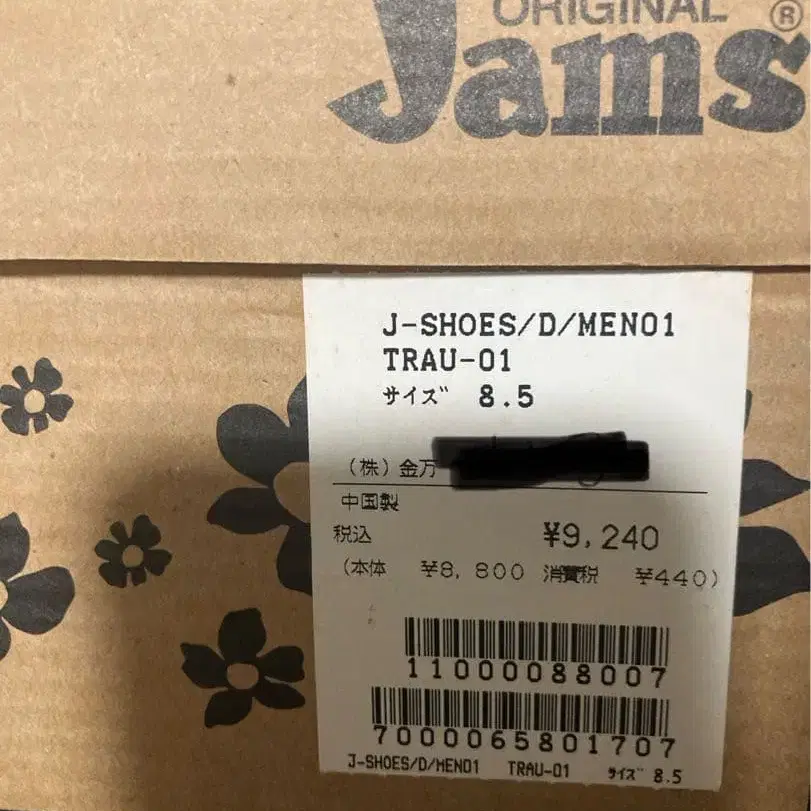 ORIGINAL
Jams®
J-SHOES/D/MEN01
TRAU-01
サイズ 8.5
(株)金万
中国製
税込 ¥9,240
(本体 ¥8,800 消費税 ¥440)
11000088007
7000065801707
J-SHOES/D/MEN01 TRAU-01 サイズ 8.5